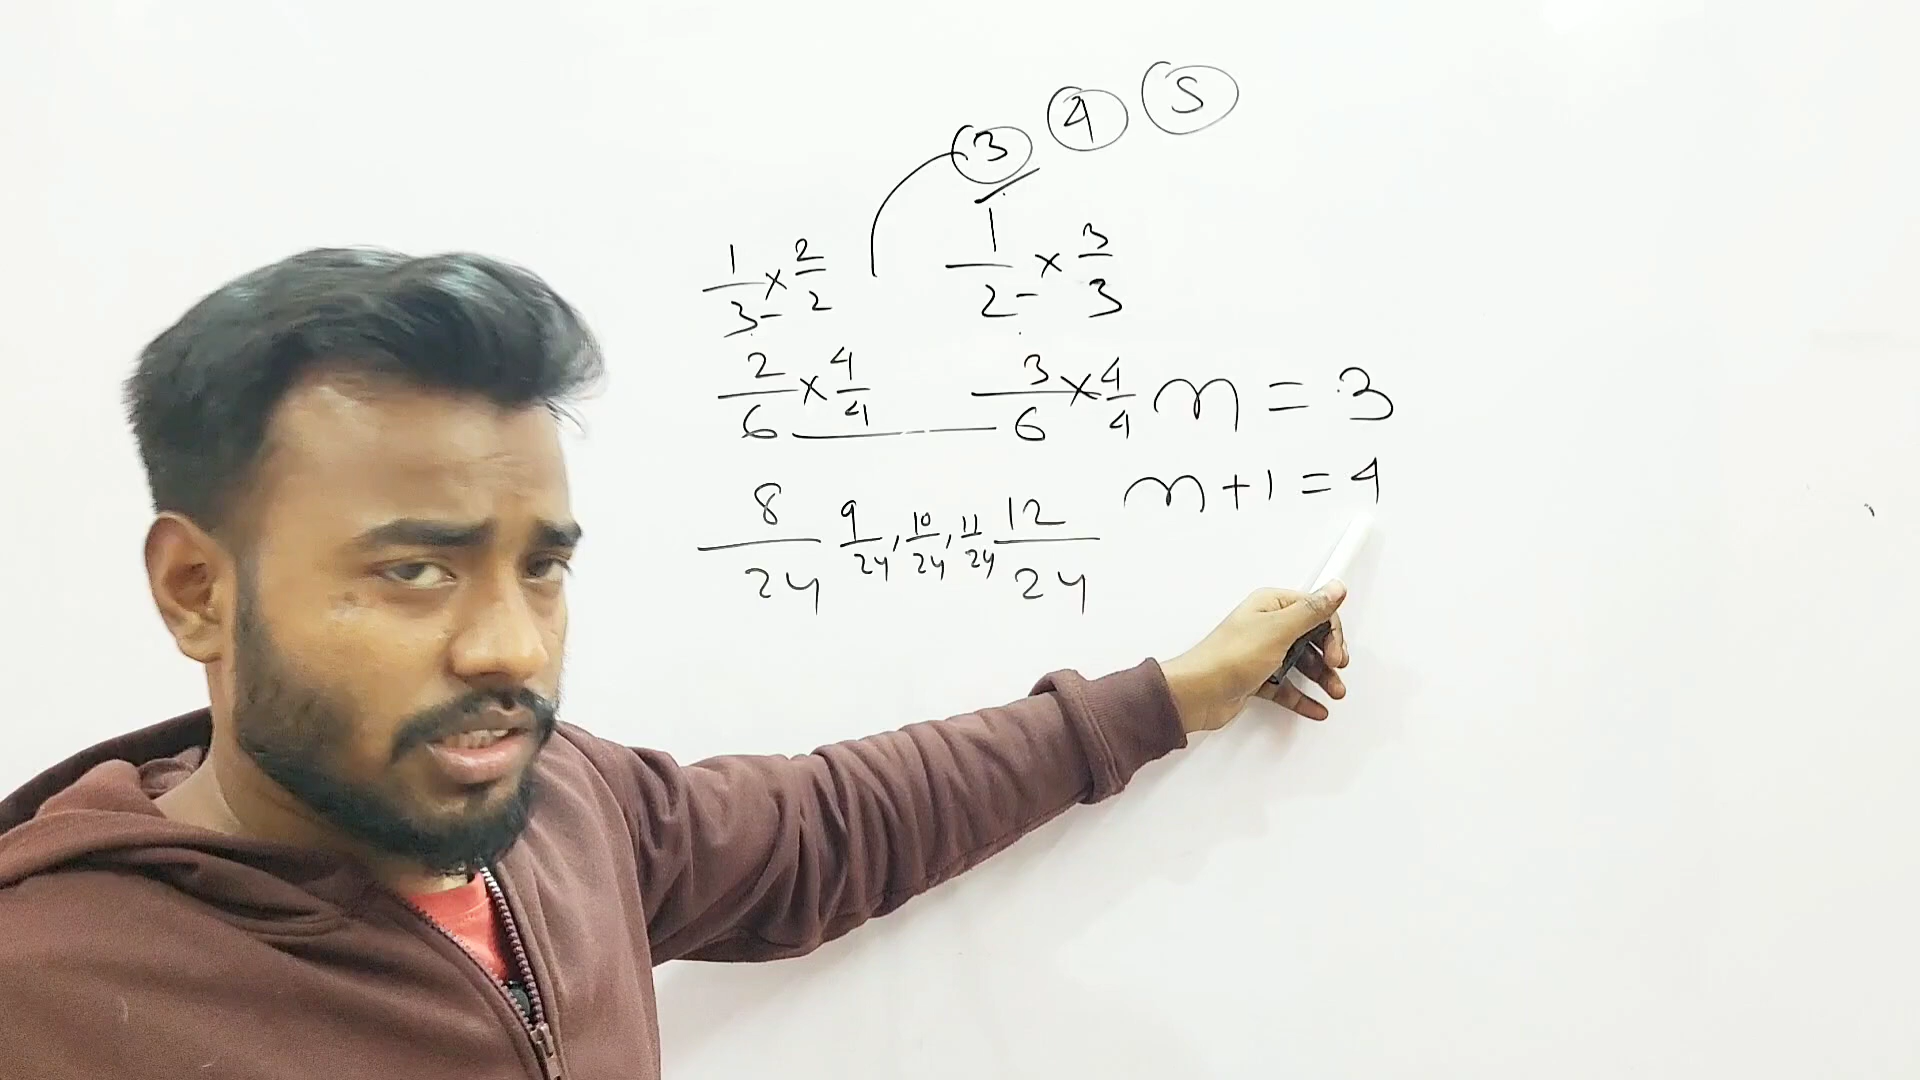 3 4 5
1/3 × 2/2 1/2 × 3/3
2/6 × 4/4 3/6 × 4/4 n = 3
8/24 9/24, 10/24, 11/24 12/24 n + 1 = 4